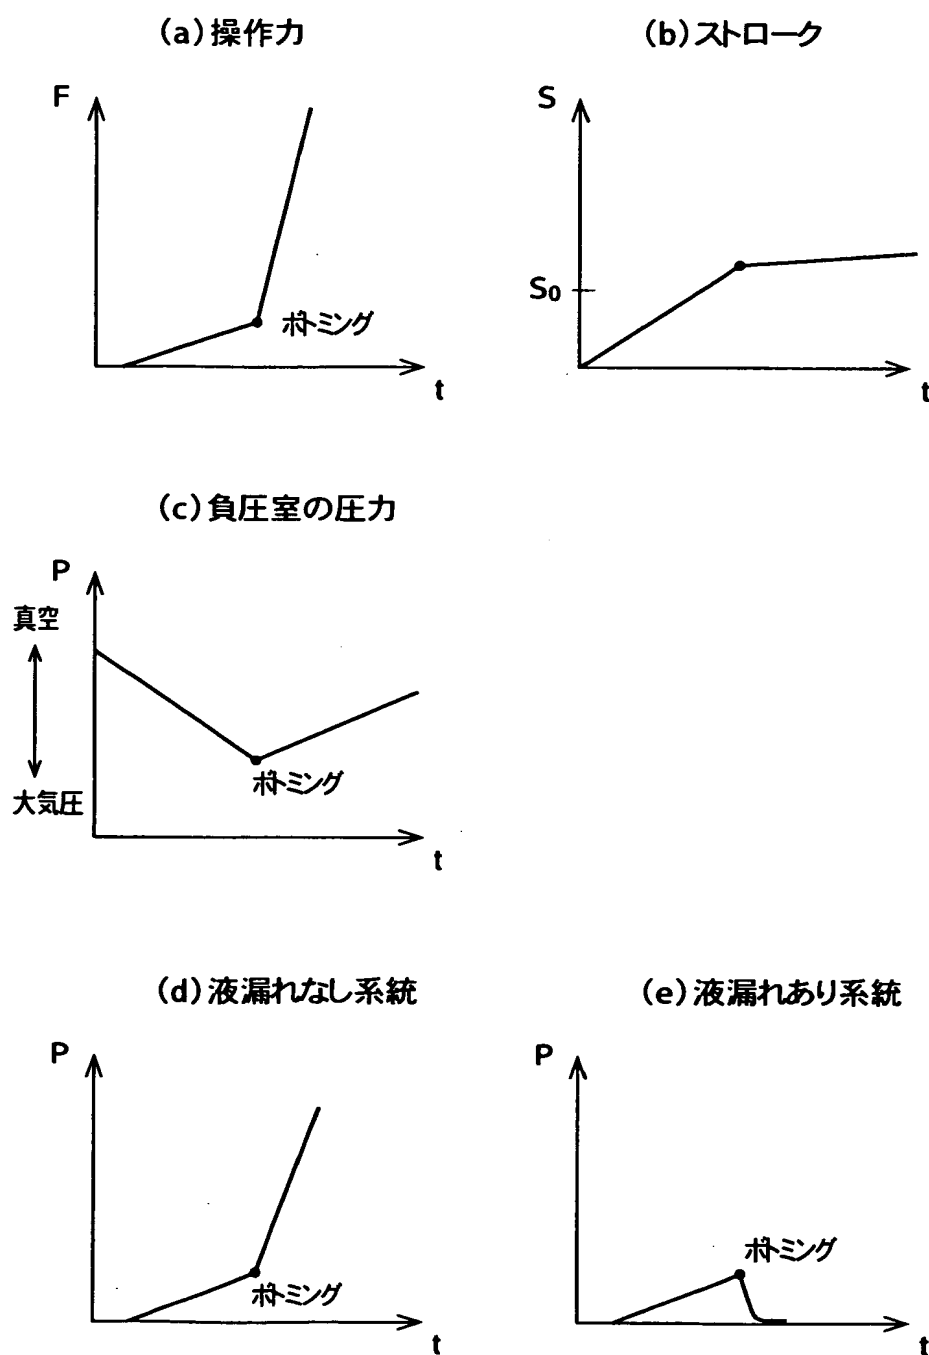 (a)操作力
(b)ストローク
F
ボトミング
t
S
S0
t
(c)負圧室の圧力
P
真空
大気圧
ボトミング
t
(d)液漏れなし系統
(e)液漏れあり系統
P
ボトミング
t
P
ボトミング
t